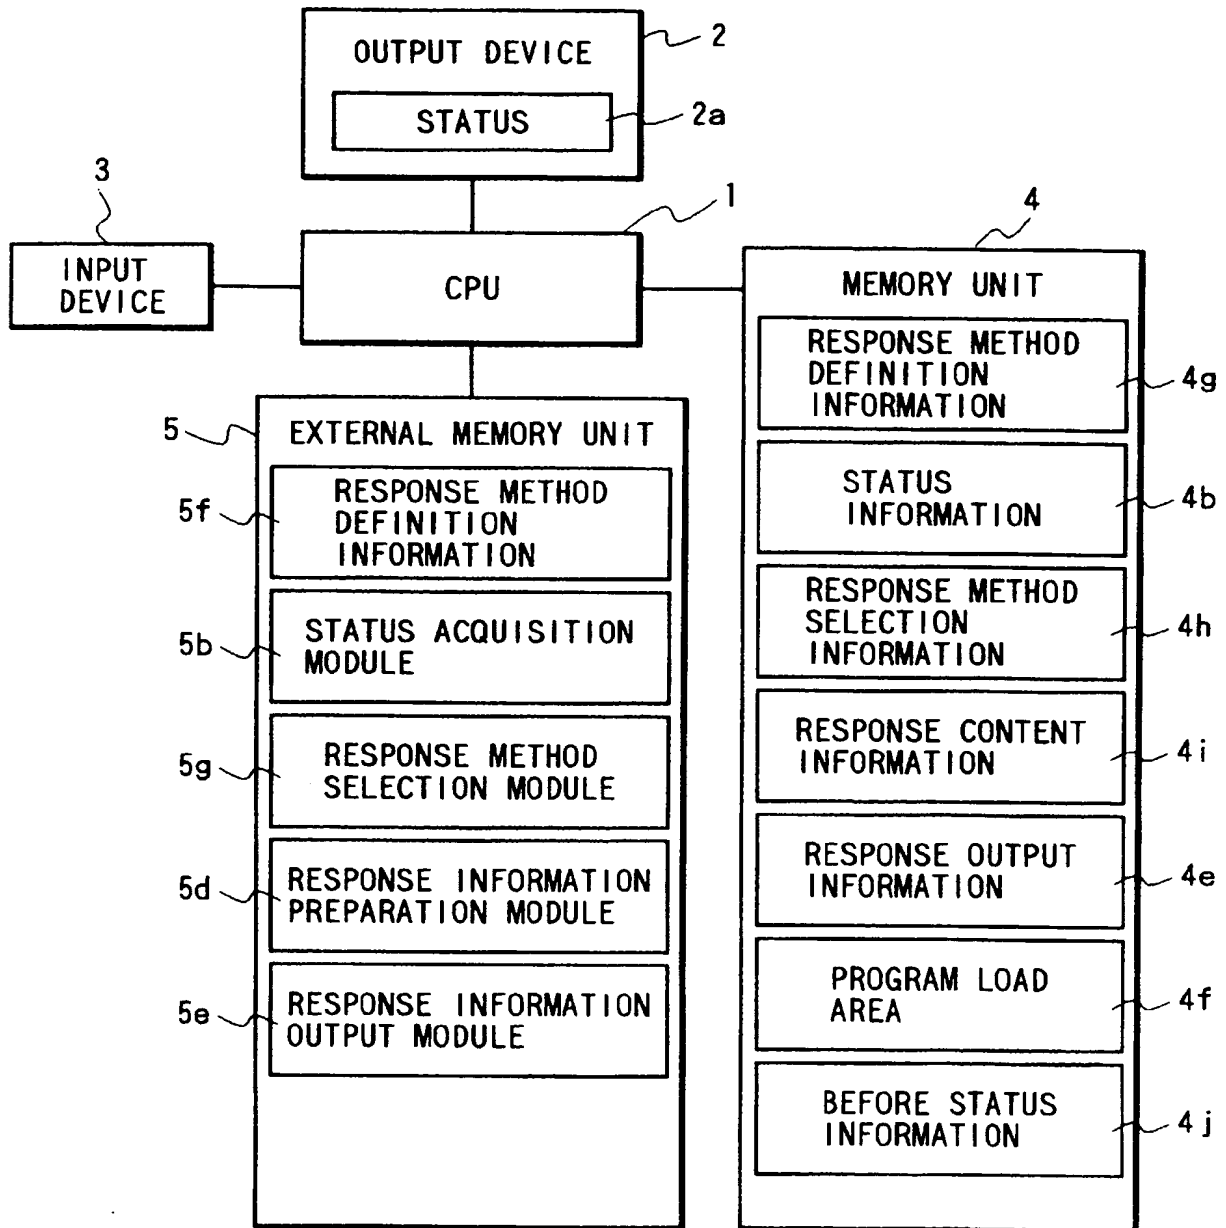 OUTPUT DEVICE
2
STATUS
2a
3
INPUT
DEVICE
1
CPU
4
MEMORY UNIT
RESPONSE METHOD
DEFINITION
INFORMATION
4g
STATUS
INFORMATION
4b
RESPONSE METHOD
SELECTION
INFORMATION
4h
RESPONSE CONTENT
INFORMATION
4i
RESPONSE OUTPUT
INFORMATION
4e
PROGRAM LOAD
AREA
4f
BEFORE STATUS
INFORMATION
4j
5
EXTERNAL MEMORY UNIT
5f
RESPONSE METHOD
DEFINITION
INFORMATION
5b
STATUS ACQUISITION
MODULE
5g
RESPONSE METHOD
SELECTION MODULE
5d
RESPONSE INFORMATION
PREPARATION MODULE
5e
RESPONSE INFORMATION
OUTPUT MODULE